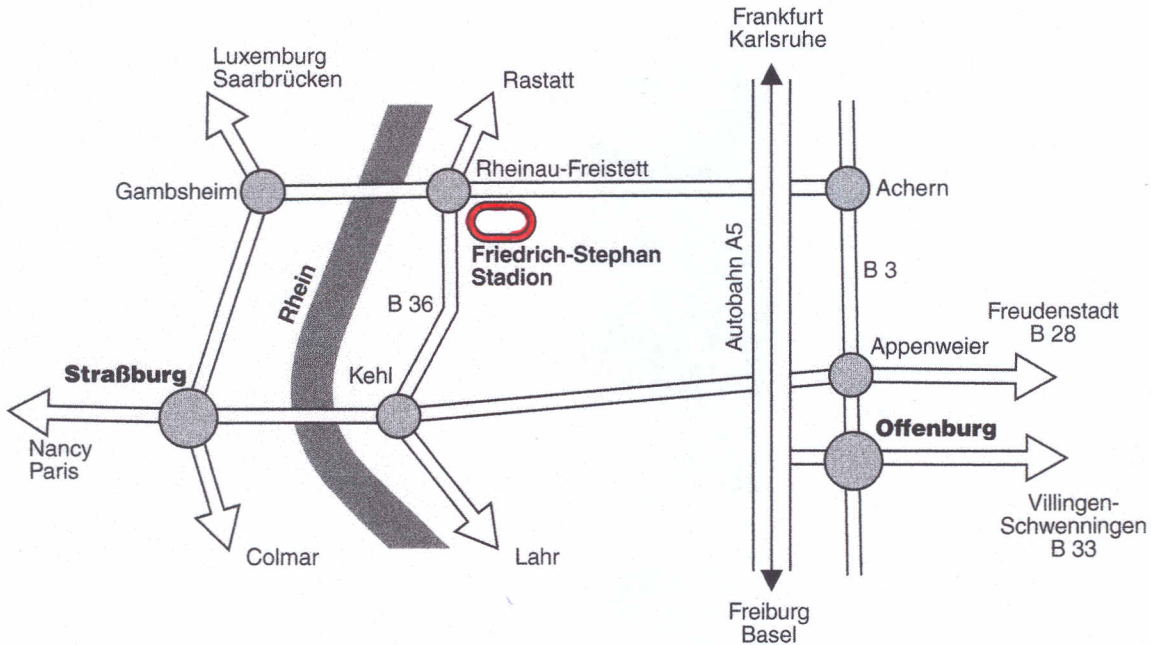 Frankfurt
Karlsruhe
Luxemburg
Saarbrücken
Rastatt
Rheinau-Freistett
Gambsheim
Achern
Friedrich-Stephan
Stadion
Rhein
B 36
Autobahn A5
B 3
Freudenstadt
B 28
Appenweier
Straßburg
Kehl
Offenburg
Nancy
Paris
Villingen-
Schwenningen
B 33
Colmar
Lahr
Freiburg
Basel